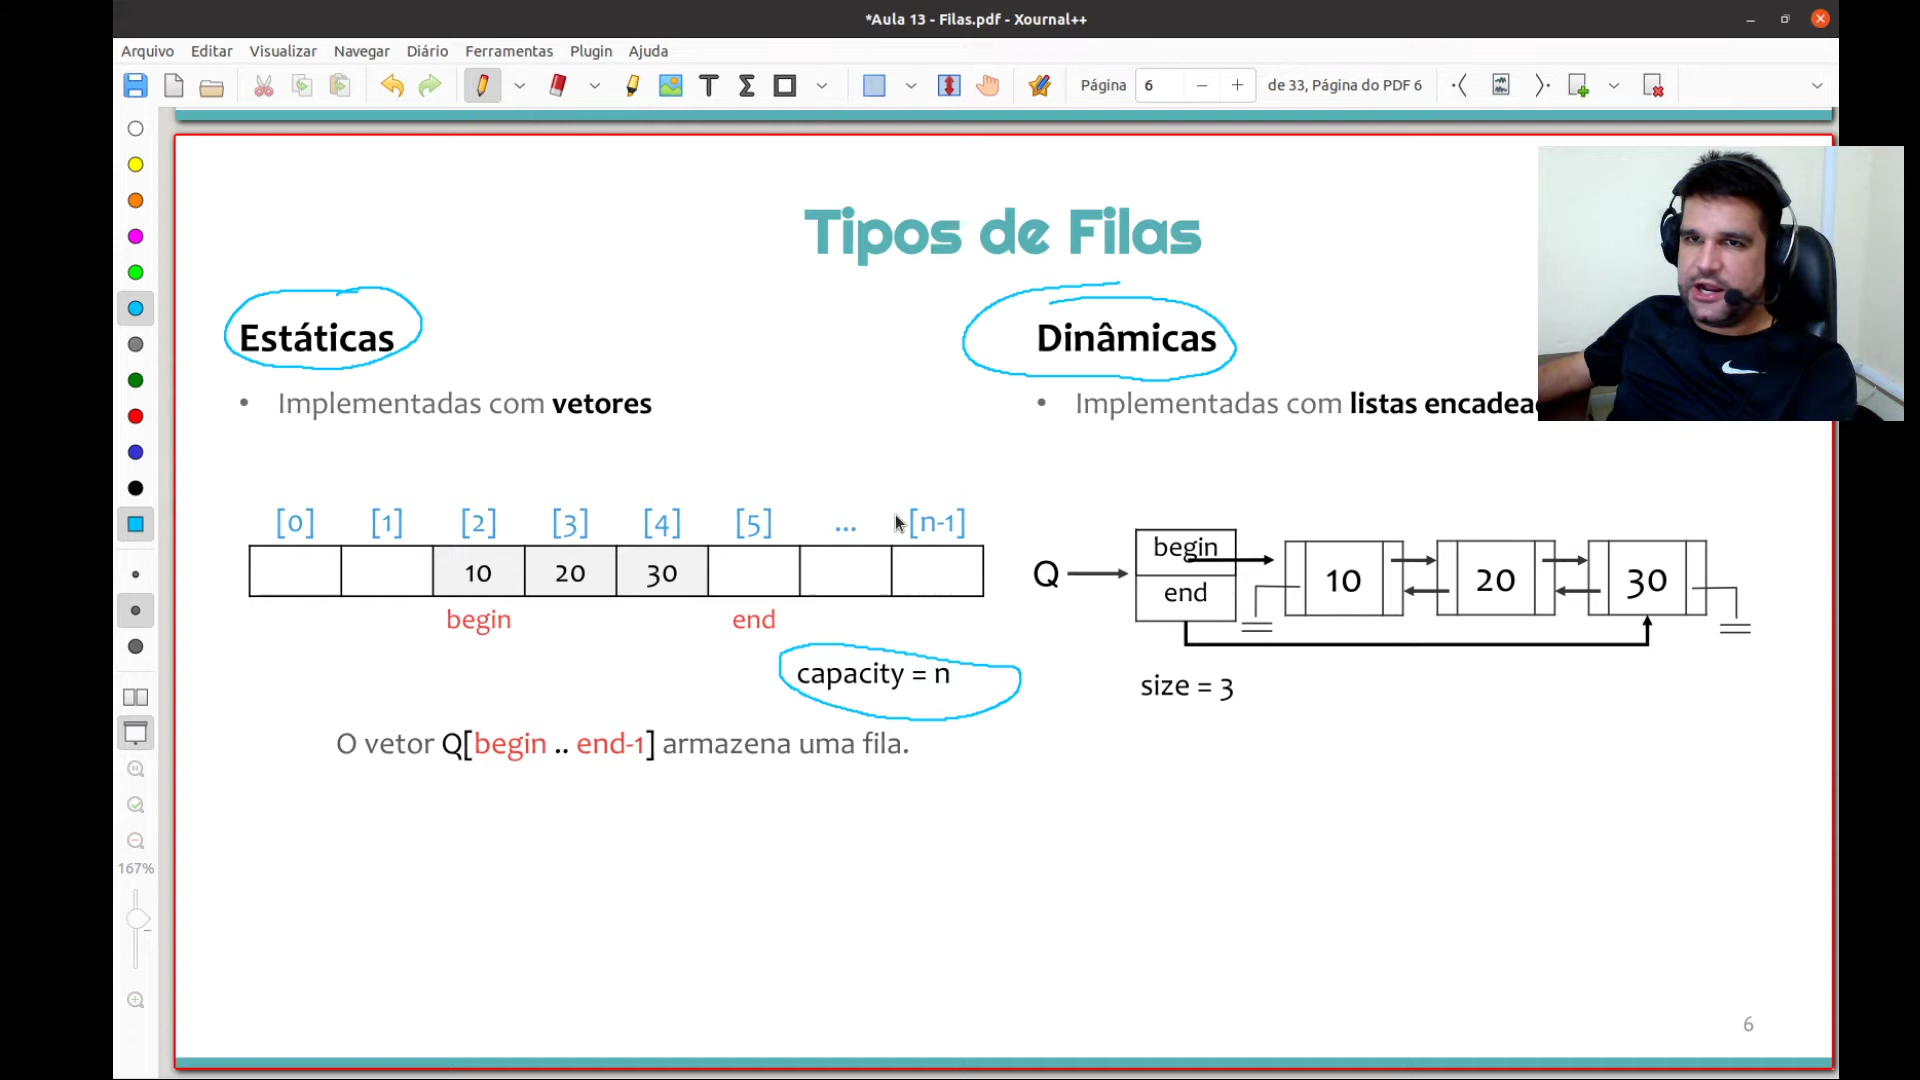 *Aula 13 - Filas.pdf - Xournal++
Arquivo Editar Visualizar Navegar Diário Ferramentas Plugin Ajuda
Página 6 de 33, Página do PDF 6
Tipos de Filas
Estáticas
• Implementadas com vetores
[0] [1] [2] [3] [4] [5] ... [n-1]
10 20 30
begin end
capacity = n
O vetor Q[begin .. end-1] armazena uma fila.
Dinâmicas
• Implementadas com listas
Q
begin
end
10 20 30
size = 3
167%
6